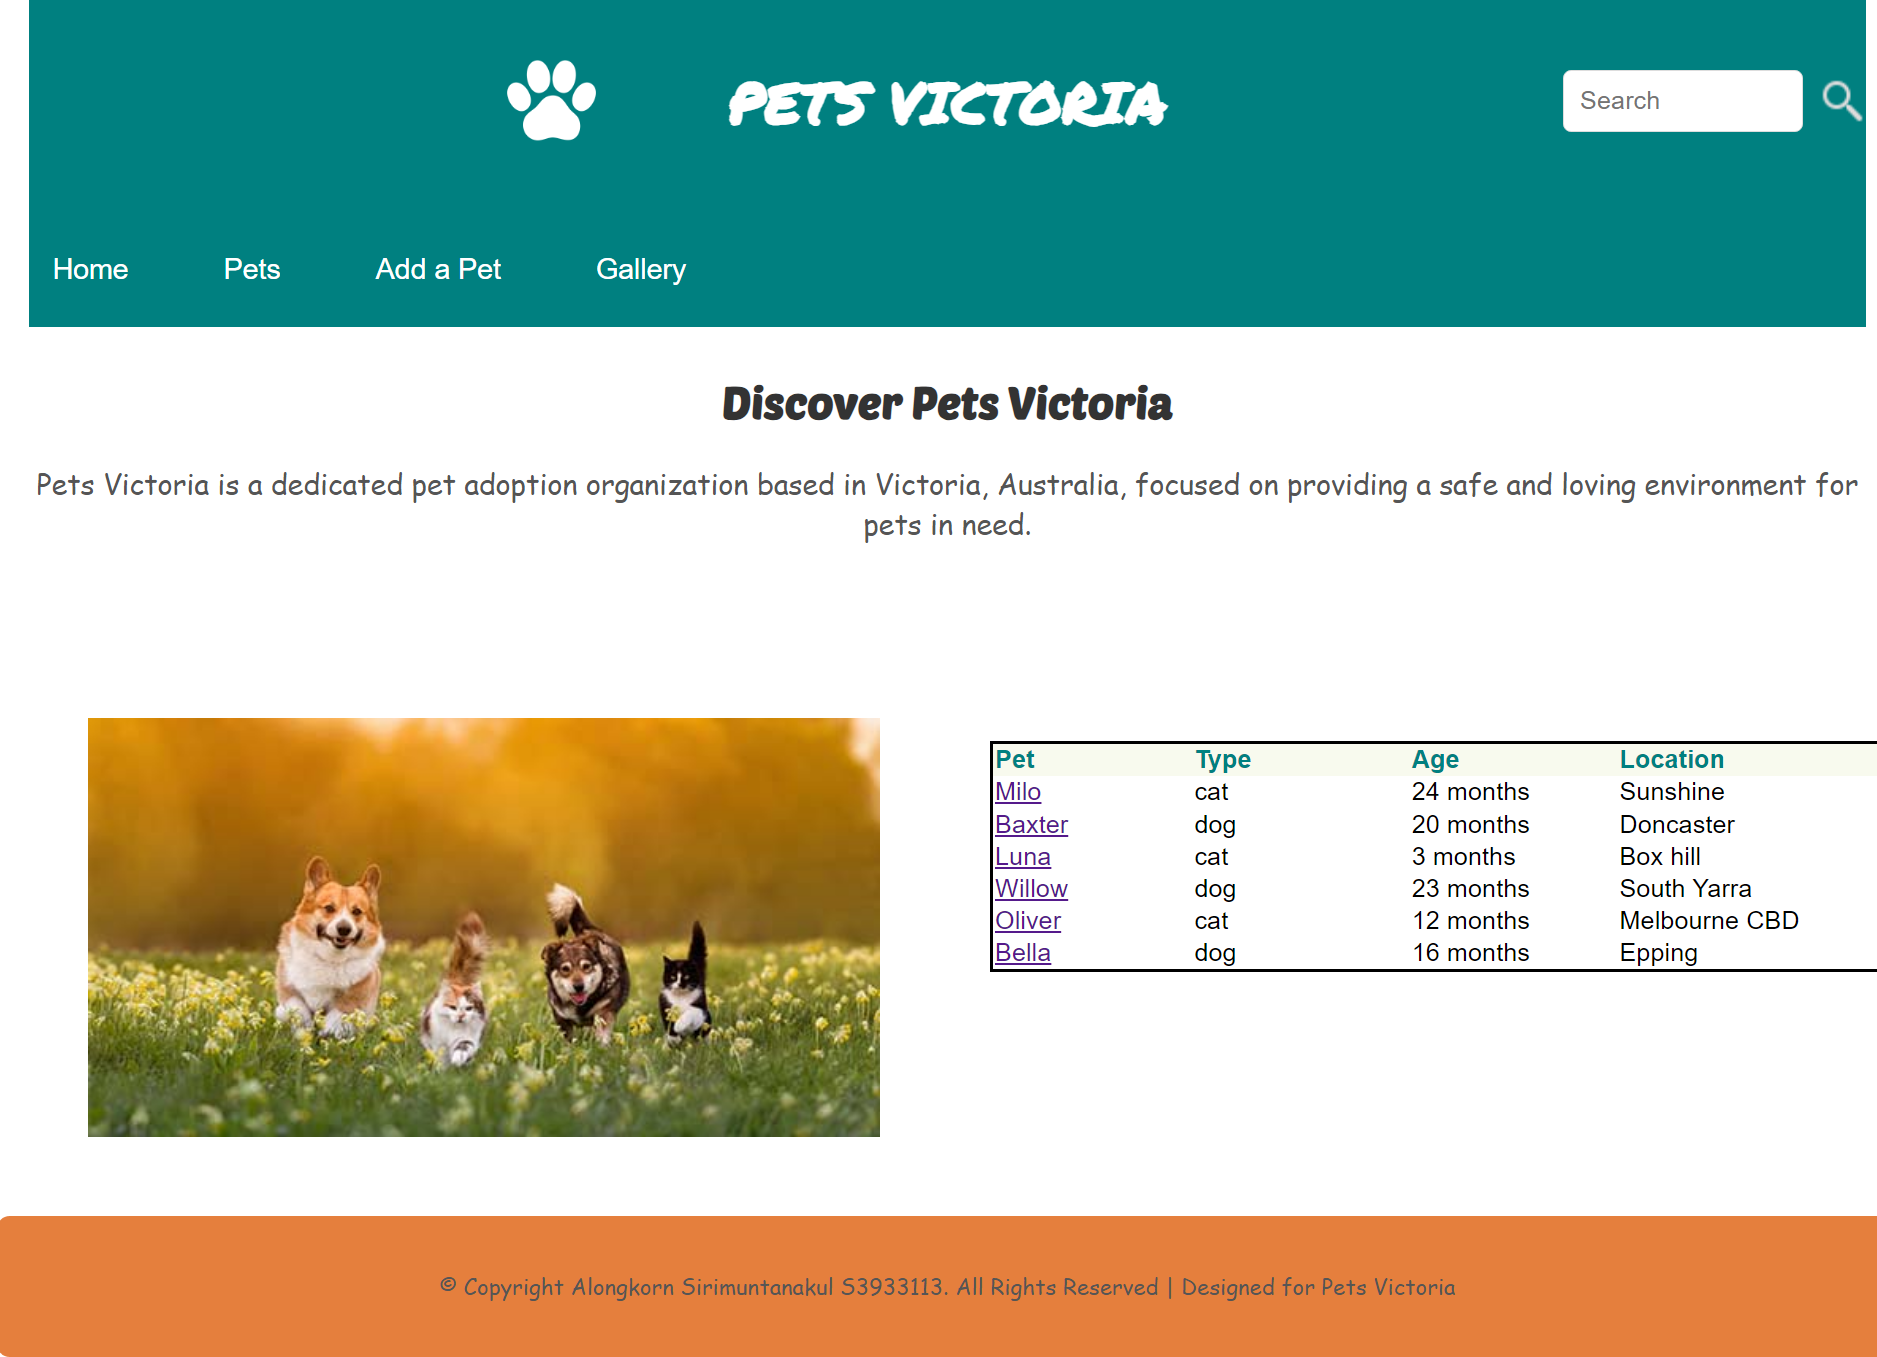 PETS VICTORIA
Search
Home Pets Add a Pet Gallery
Discover Pets Victoria
Pets Victoria is a dedicated pet adoption organization based in Victoria, Australia, focused on providing a safe and loving environment for
pets in need.
Pet Type Age Location
Milo cat 24 months Sunshine
Baxter dog 20 months Doncaster
Luna cat 3 months Box hill
Willow dog 23 months South Yarra
Oliver cat 12 months Melbourne CBD
Bella dog 16 months Epping
© Copyright Alongkorn Sirimuntanakul S3933113. All Rights Reserved | Designed for Pets Victoria